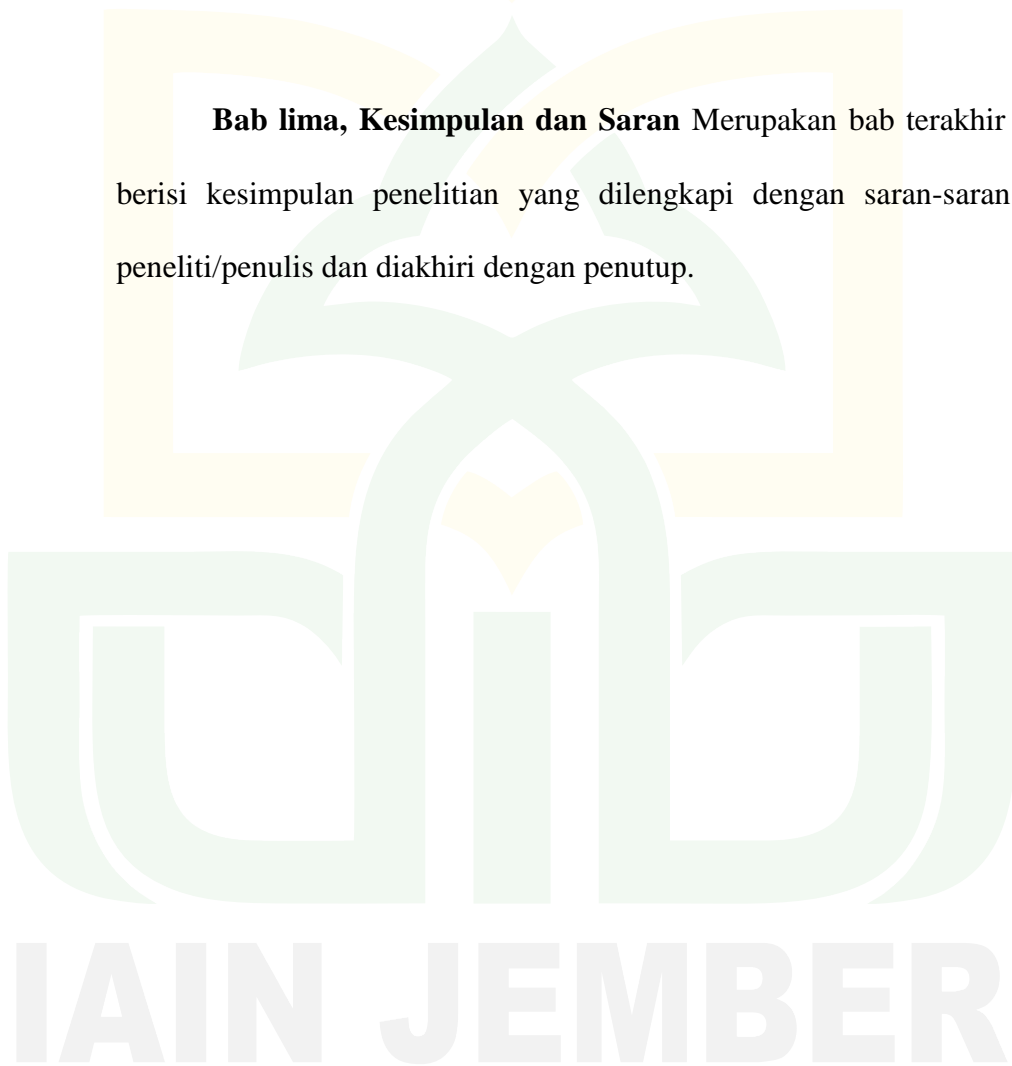 Bab lima, Kesimpulan dan Saran Merupakan bab terakhir
berisi kesimpulan penelitian yang dilengkapi dengan saran-saran
peneliti/penulis dan diakhiri dengan penutup.
IAIN JEMBER